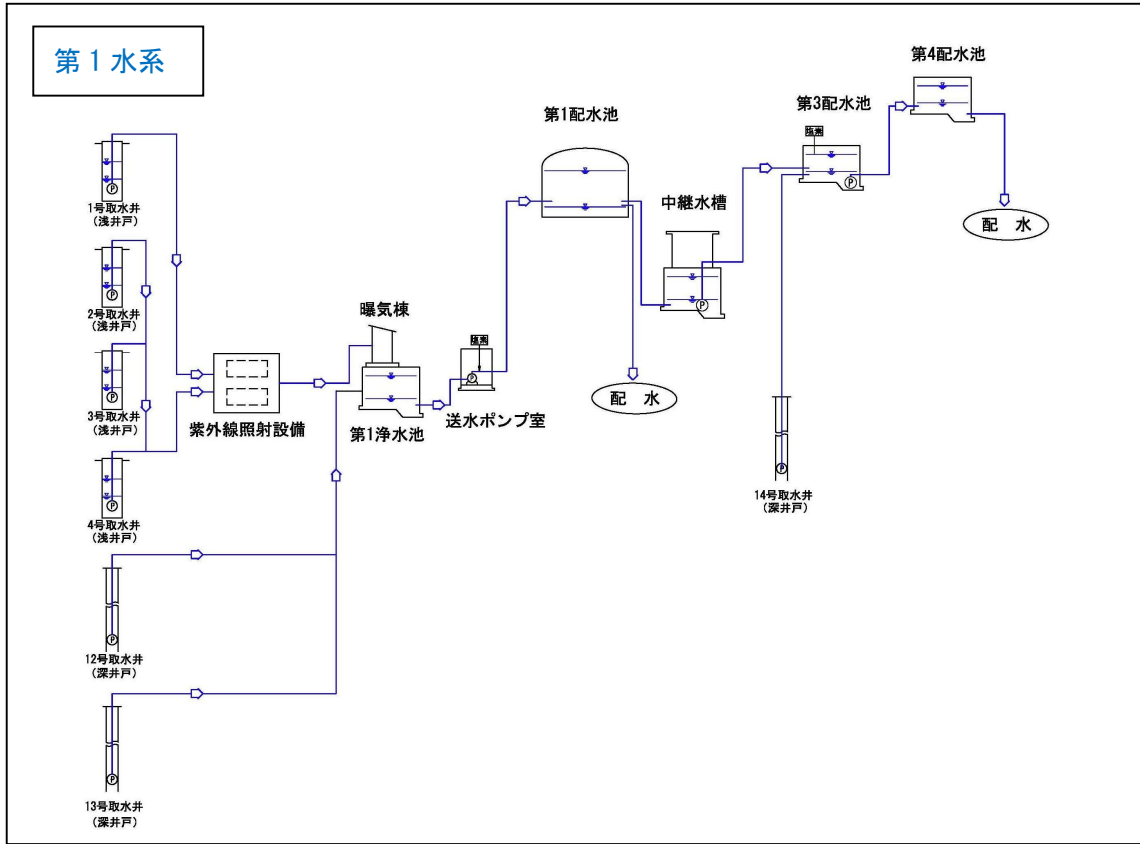 第1水系
第4配水池
第3配水池
第1配水池
塩素
中継水槽
1号取水井
(浅井戸)
配 水
2号取水井
(浅井戸)
曝気棟
塩素
3号取水井
(浅井戸)
配 水
紫外線照射設備
第1浄水池
送水ポンプ室
14号取水井
(深井戸)
4号取水井
(浅井戸)
12号取水井
(深井戸)
13号取水井
(深井戸)
P
P
P
P
P
P
P
P
P
P